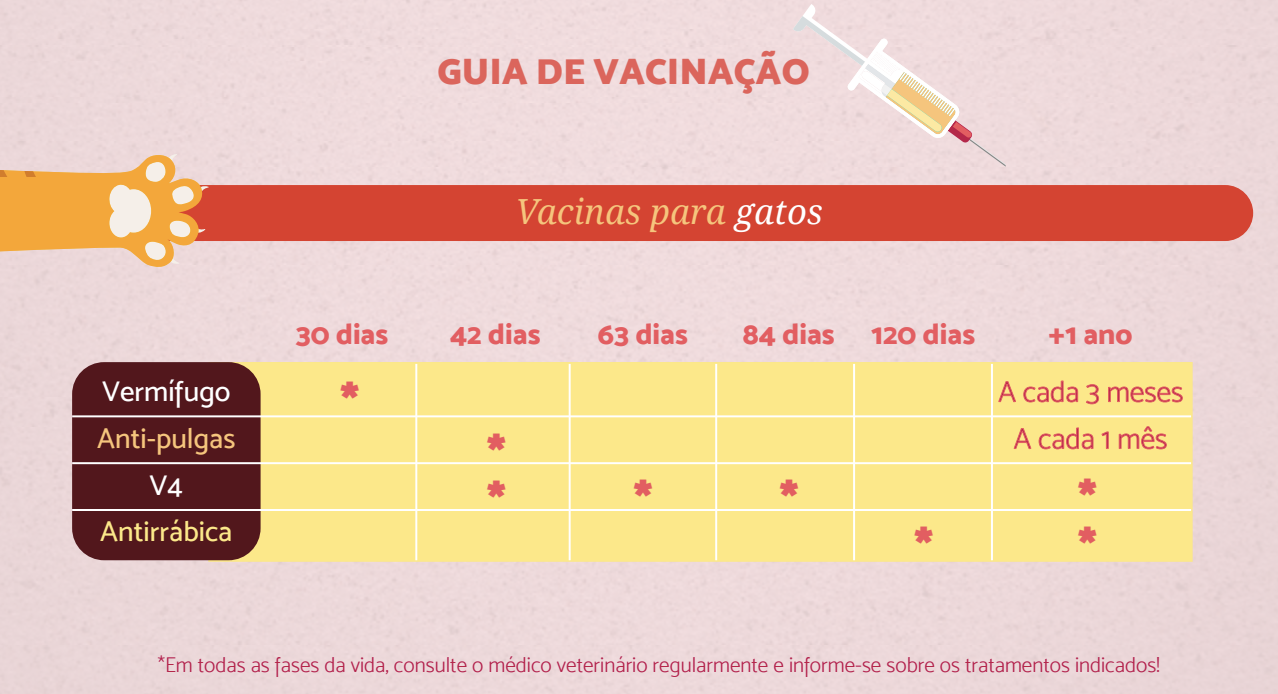 GUIA DE VACINAÇÃO
Vacinas para gatos
30 dias 42 dias 63 dias 84 dias 120 dias +1 ano
Vermífugo * A cada 3 meses
Anti-pulgas * A cada 1 mês
V4 * * * *
Antirrábica * *
*Em todas as fases da vida, consulte o médico veterinário regularmente e informe-se sobre os tratamentos indicados!